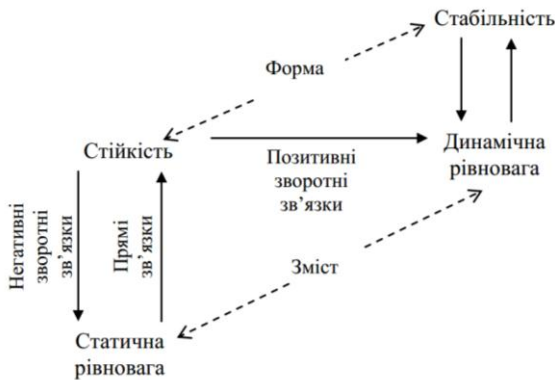 Стабільність
Форма
Стійкість
Позитивні
зворотні
зв’язки
Динамічна
рівновага
Негативні
зворотні
зв’язки
Прямі
зв’язки
Зміст
Статична
рівновага